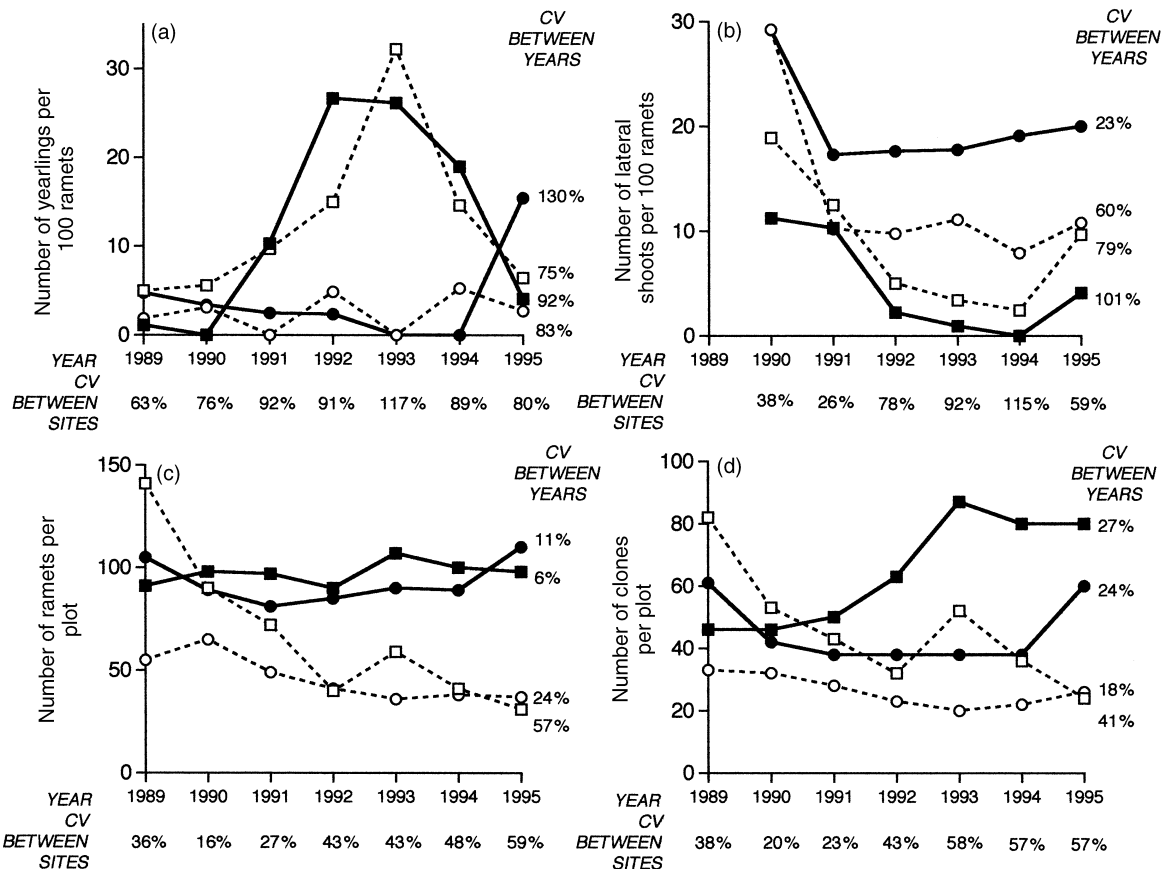 (a)
CV
BETWEEN
YEARS
Number of yearlings per
100 ramets
30
20
10
0
130%
75%
92%
83%
YEAR 1989 1990 1991 1992 1993 1994 1995
CV
BETWEEN
SITES
63% 76% 92% 91% 117% 89% 80%
(b)
CV
BETWEEN
YEARS
Number of lateral
shoots per 100 ramets
30
20
10
0
23%
60%
79%
101%
YEAR 1989 1990 1991 1992 1993 1994 1995
CV
BETWEEN
SITES
38% 26% 78% 92% 115% 59%
(c)
CV
BETWEEN
YEARS
Number of ramets per
plot
150
100
50
0
11%
6%
24%
57%
YEAR 1989 1990 1991 1992 1993 1994 1995
CV
BETWEEN
SITES
36% 16% 27% 43% 43% 48% 59%
(d)
CV
BETWEEN
YEARS
Number of clones
per plot
100
80
60
40
20
0
27%
24%
18%
41%
YEAR 1989 1990 1991 1992 1993 1994 1995
CV
BETWEEN
SITES
38% 20% 23% 43% 58% 57% 57%